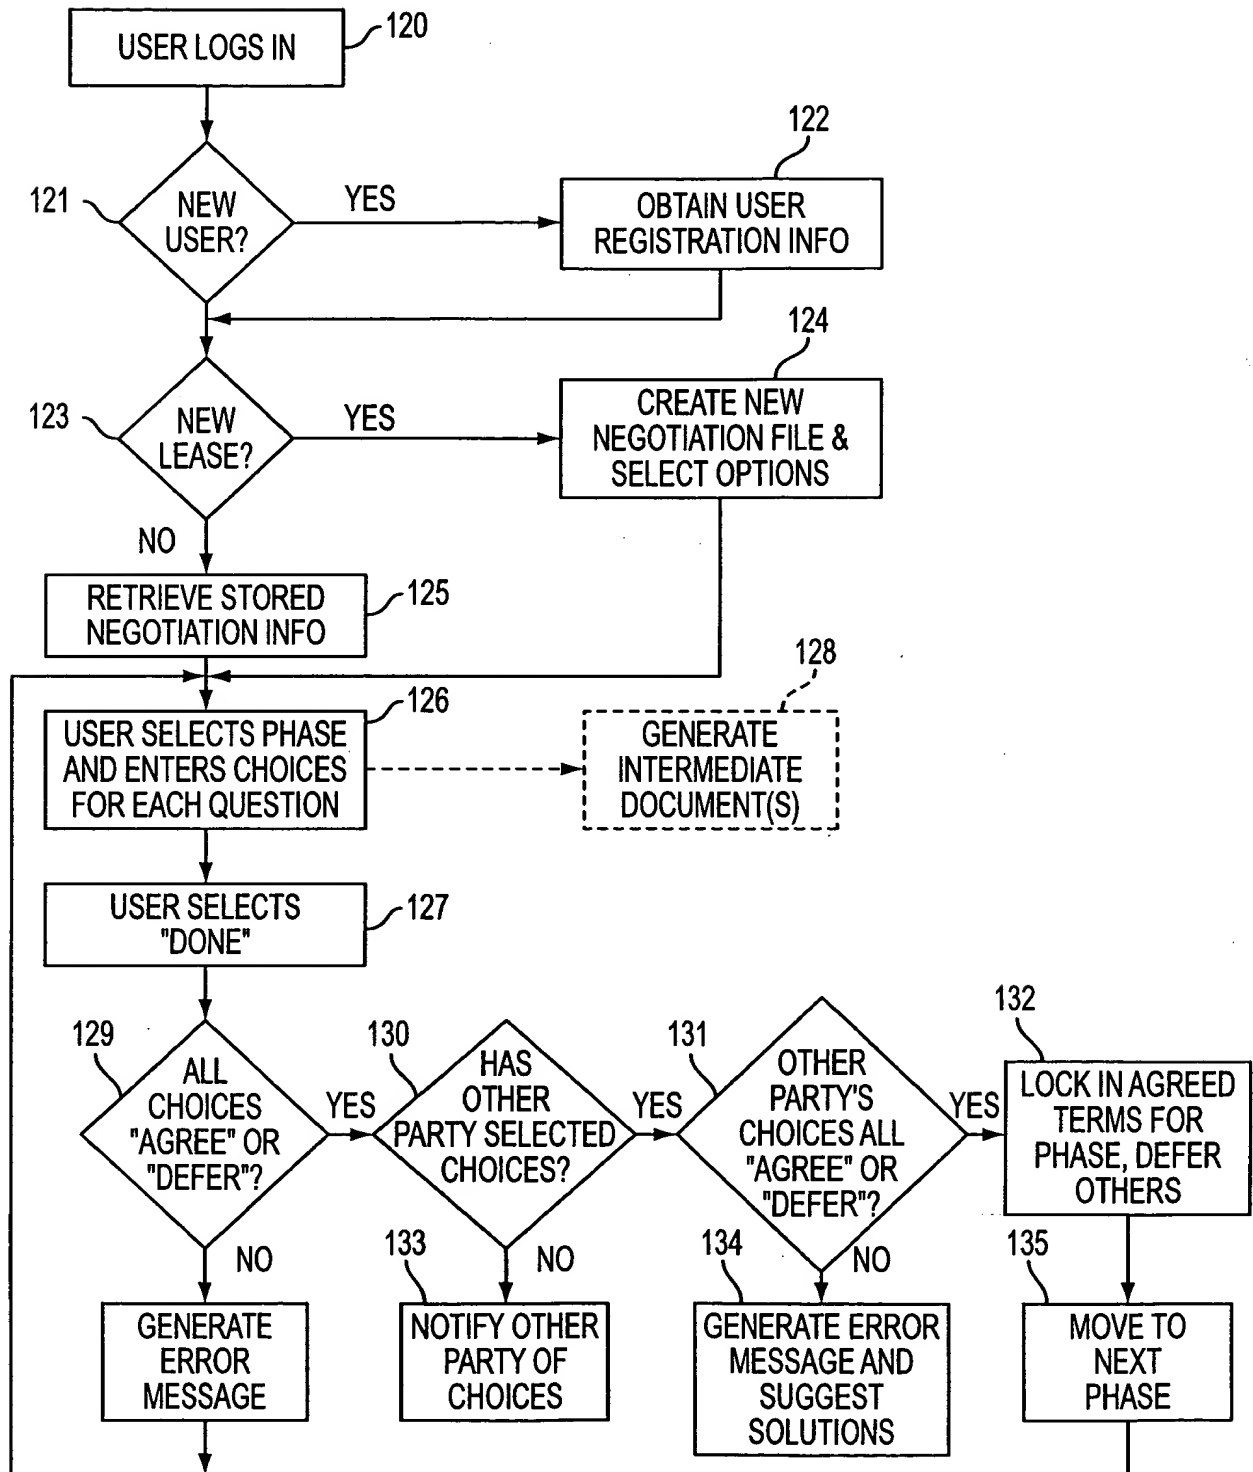 USER LOGS IN
120
121
NEW
USER?
YES
122
OBTAIN USER
REGISTRATION INFO
123
NEW
LEASE?
YES
124
CREATE NEW
NEGOTIATION FILE &
SELECT OPTIONS
NO
RETRIEVE STORED
NEGOTIATION INFO
125
126
USER SELECTS PHASE
AND ENTERS CHOICES
FOR EACH QUESTION
128
GENERATE
INTERMEDIATE
DOCUMENT(S)
USER SELECTS
"DONE"
127
129
ALL
CHOICES
"AGREE" OR
"DEFER"?
YES
130
HAS
OTHER
PARTY SELECTED
CHOICES?
YES
131
OTHER
PARTY'S
CHOICES ALL
"AGREE" OR
"DEFER"?
YES
132
LOCK IN AGREED
TERMS FOR
PHASE, DEFER
OTHERS
NO
GENERATE
ERROR
MESSAGE
133
NO
NOTIFY OTHER
PARTY OF
CHOICES
134
NO
GENERATE ERROR
MESSAGE AND
SUGGEST
SOLUTIONS
135
MOVE TO
NEXT
PHASE